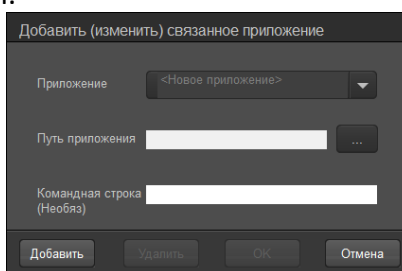 Добавить (изменить) связанное приложение
Приложение
<Новое приложение>
Путь приложения
...
Командная строка
(Необяз)
Добавить
Удалить
OK
Отмена